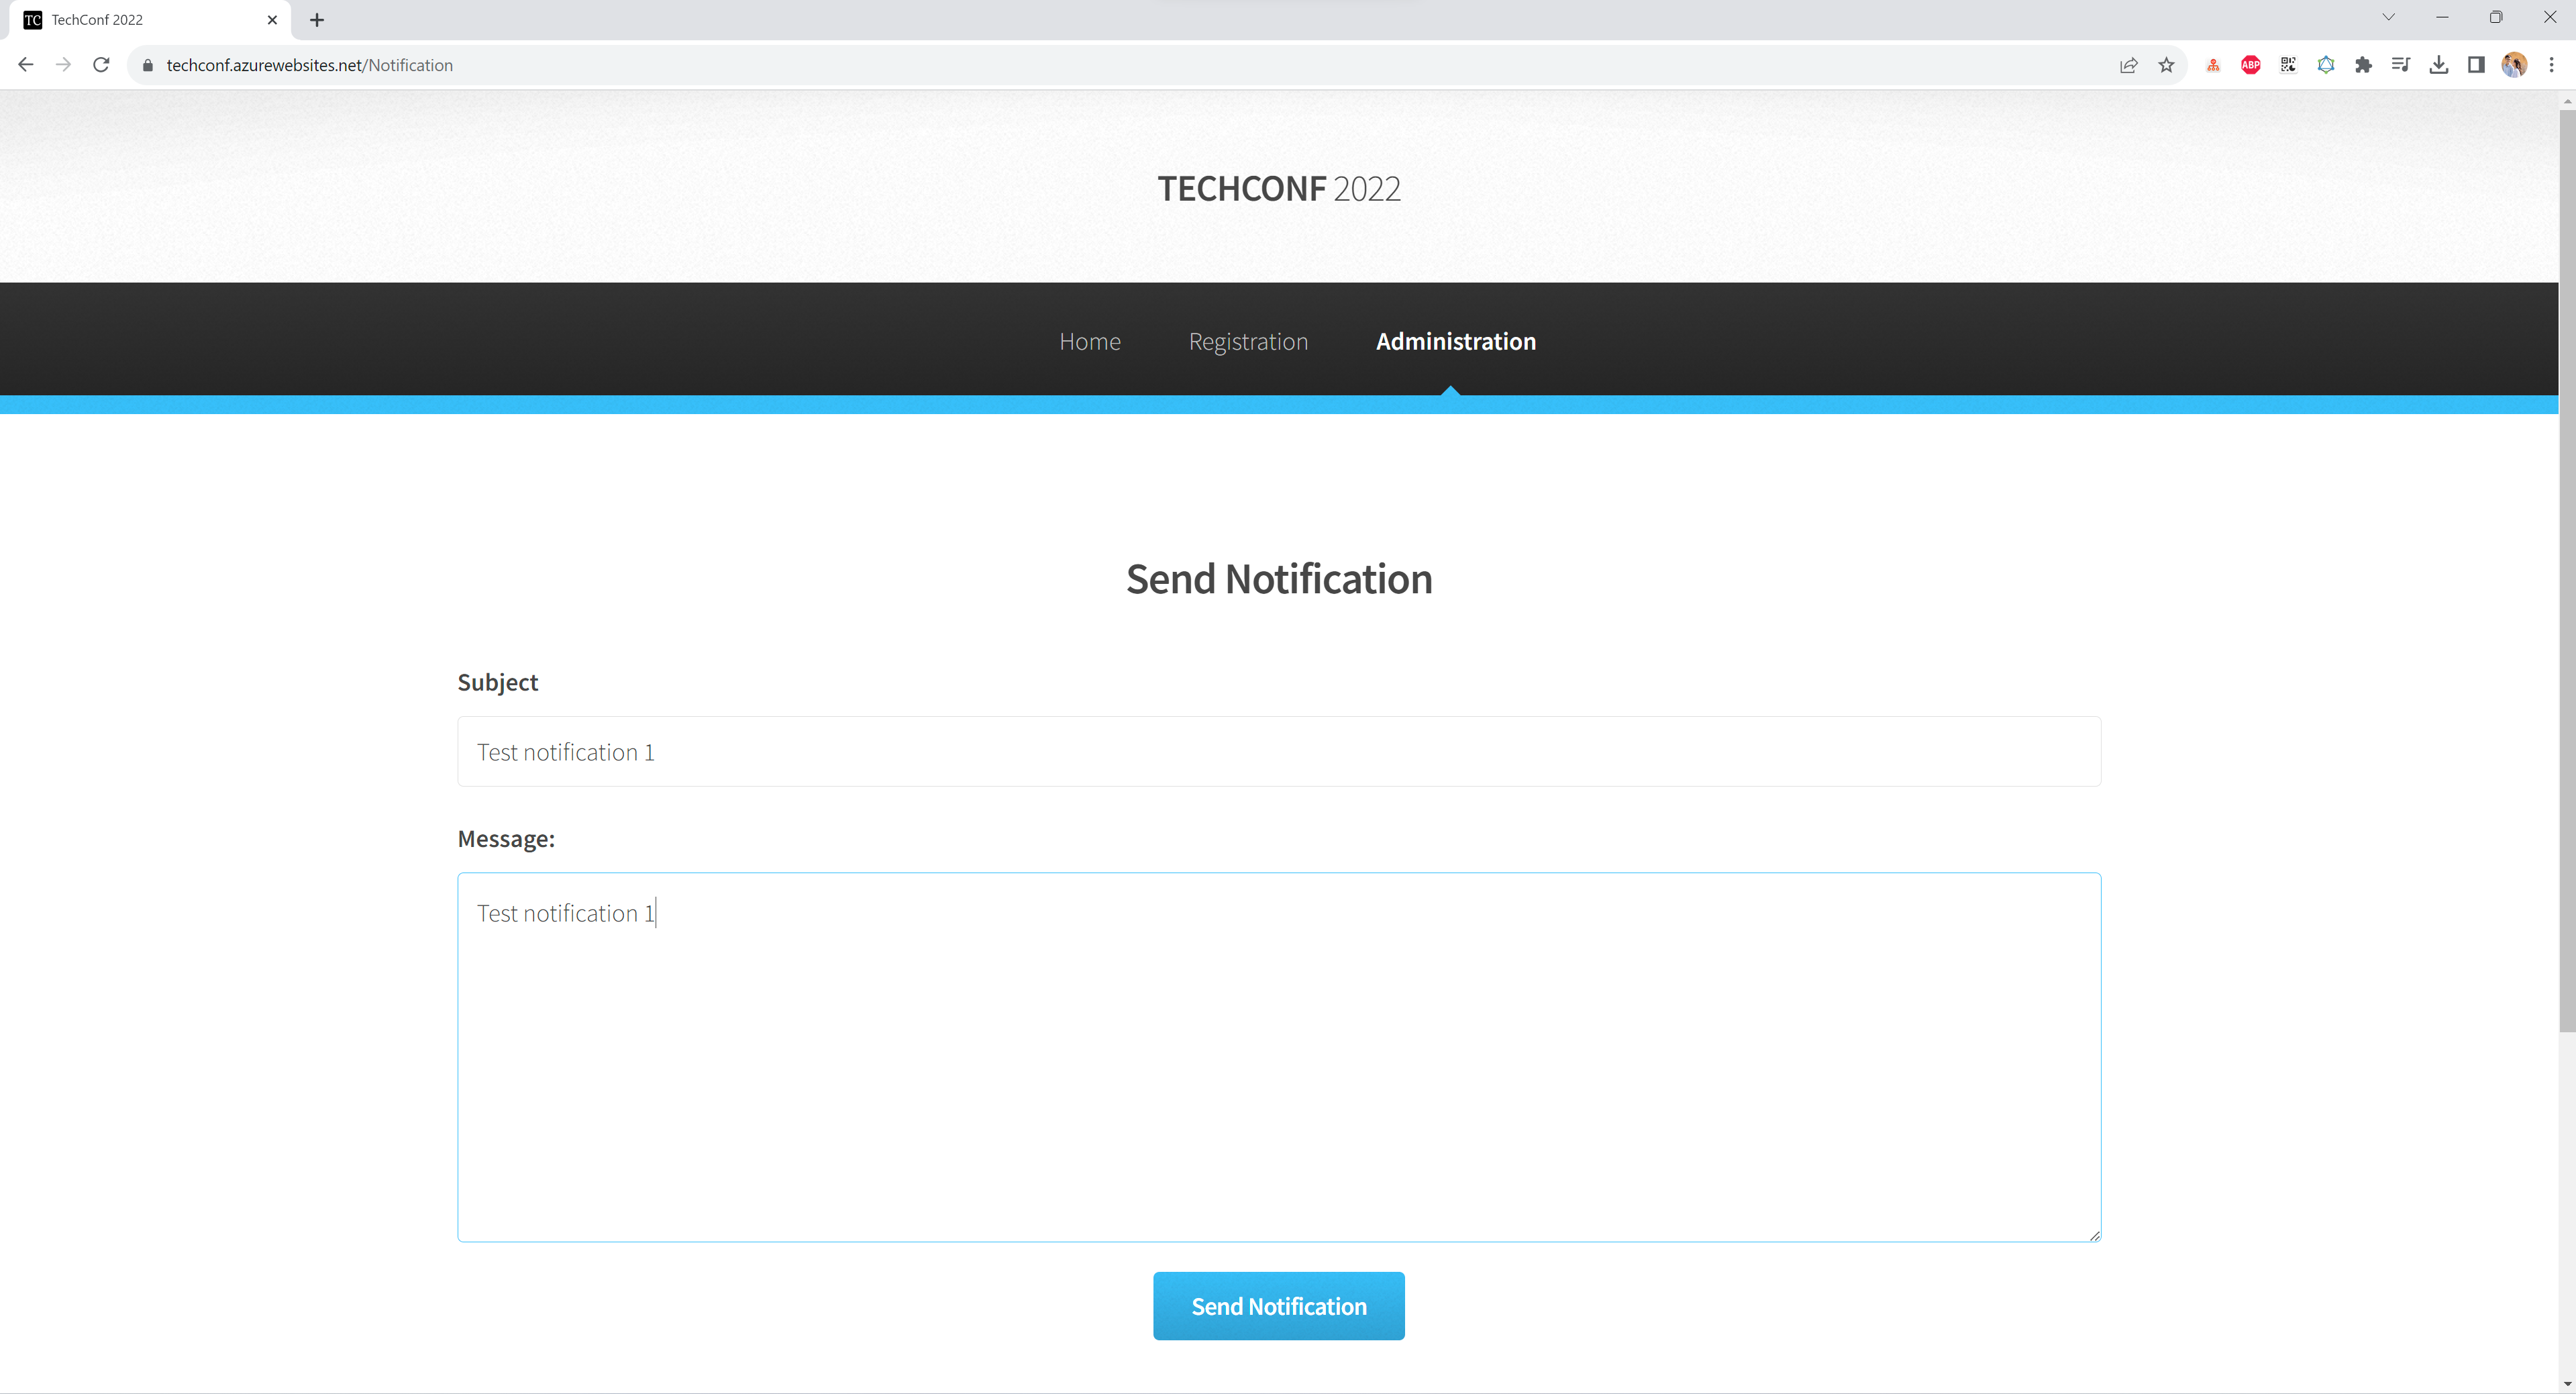 TC TechConf 2022
techconf.azurewebsites.net/Notification
ABP
TECHCONF 2022
Home Registration Administration
Send Notification
Subject
Test notification 1
Message:
Test notification 1
Send Notification